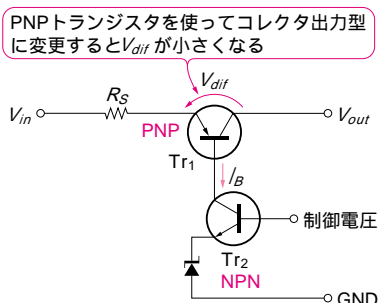 PNPトランジスタを使ってコレクタ出力型
に変更するとVdif が小さくなる
Vdif
RS
Vin
Vout
PNP
Tr1
IB
制御電圧
Tr2
NPN
GND